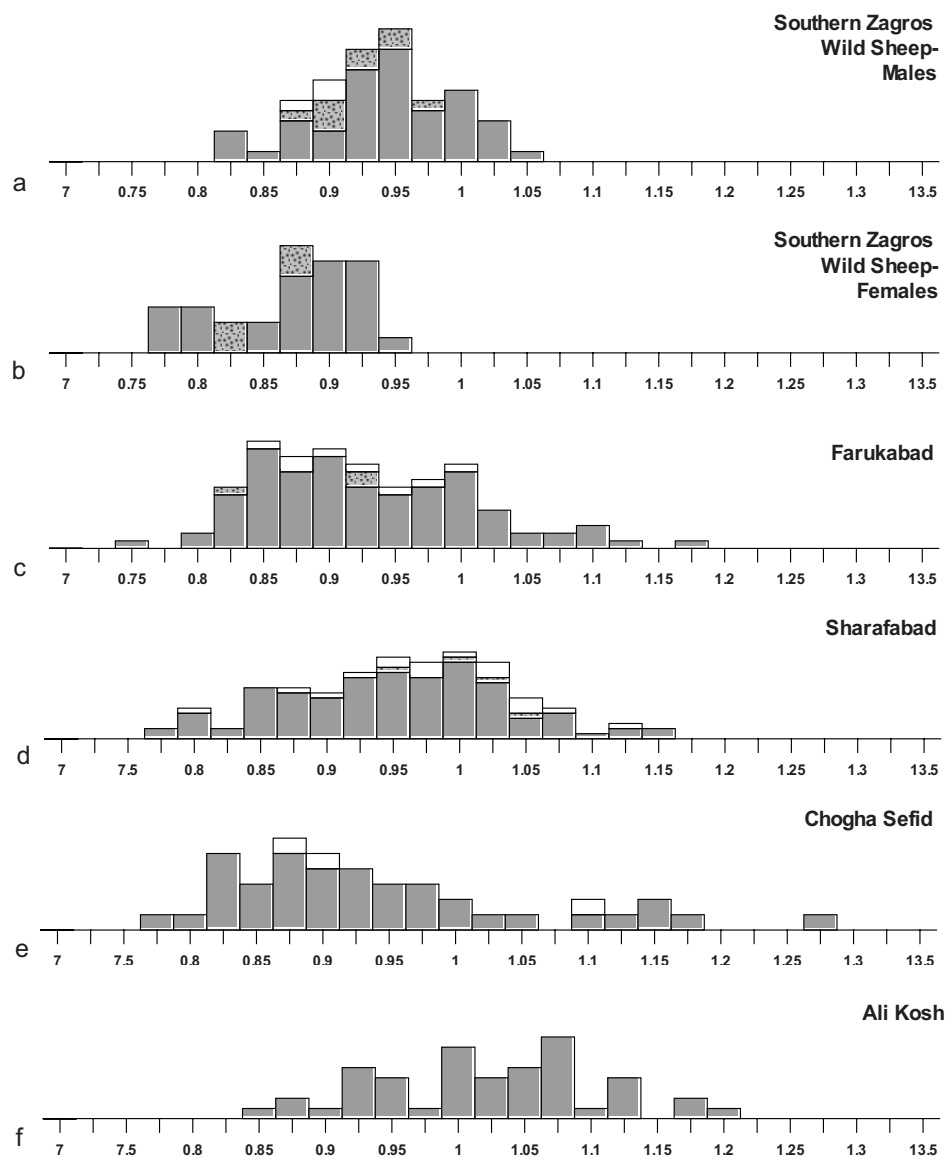 Southern Zagros
Wild Sheep-
Males
a
7 0.75 0.8 0.85 0.9 0.95 1 1.05 1.1 1.15 1.2 1.25 1.3 13.5
Southern Zagros
Wild Sheep-
Females
b
7 0.75 0.8 0.85 0.9 0.95 1 1.05 1.1 1.15 1.2 1.25 1.3 13.5
Farukabad
c
7 0.75 0.8 0.85 0.9 0.95 1 1.05 1.1 1.15 1.2 1.25 1.3 13.5
Sharafabad
d
7 7.5 0.8 0.85 0.9 0.95 1 1.05 1.1 1.15 1.2 1.25 1.3 13.5
Chogha Sefid
e
7 7.5 0.8 0.85 0.9 0.95 1 1.05 1.1 1.15 1.2 1.25 1.3 13.5
Ali Kosh
f
7 7.5 0.8 0.85 0.9 0.95 1 1.05 1.1 1.15 1.2 1.25 1.3 13.5